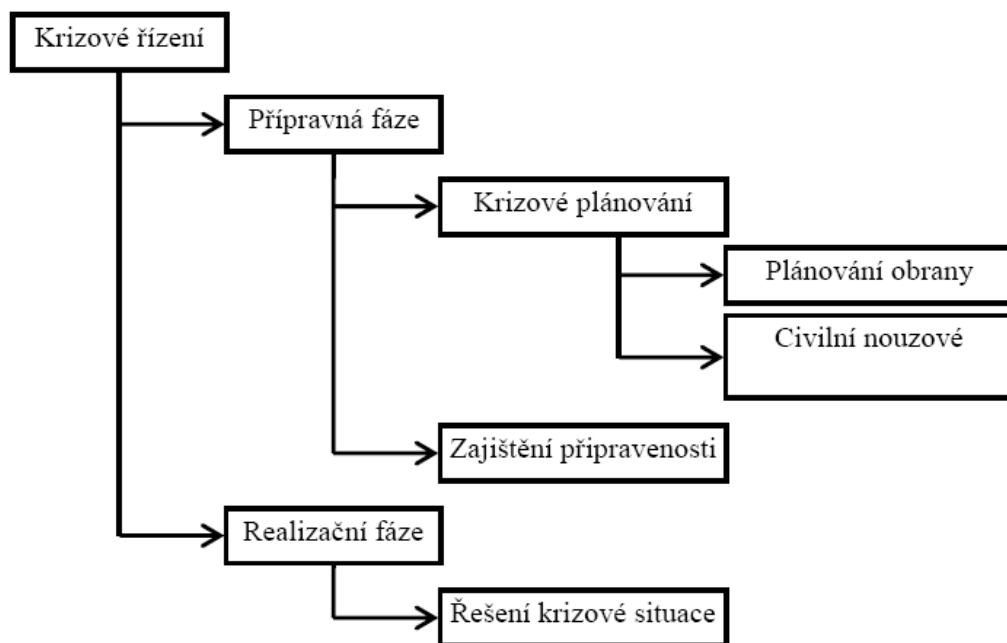 Krizové řízení
Přípravná fáze
Krizové plánování
Plánování obrany
Civilní nouzové
Zajištění připravenosti
Realizační fáze
Řešení krizové situace